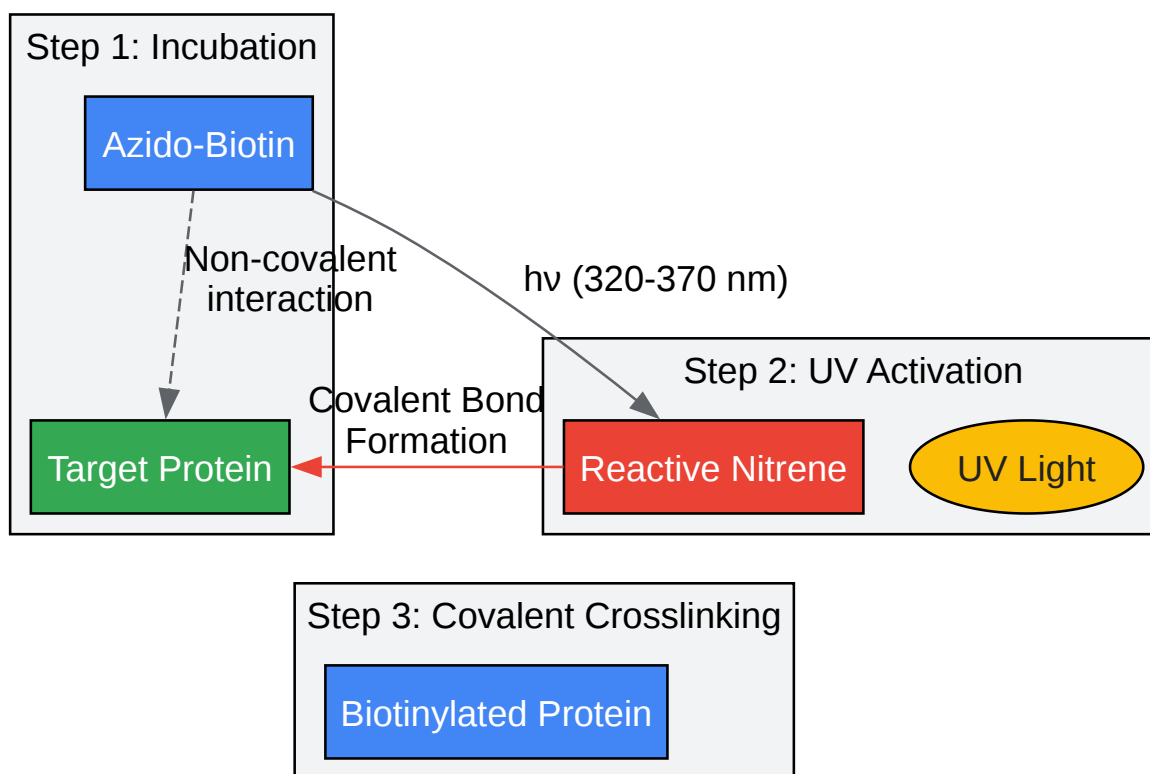 Step 1: Incubation
Azido-Biotin
Non-covalent
interaction
hν (320-370 nm)
Step 2: UV Activation
Covalent Bond
Formation
Target Protein
Reactive Nitrene
UV Light
Step 3: Covalent Crosslinking
Biotinylated Protein